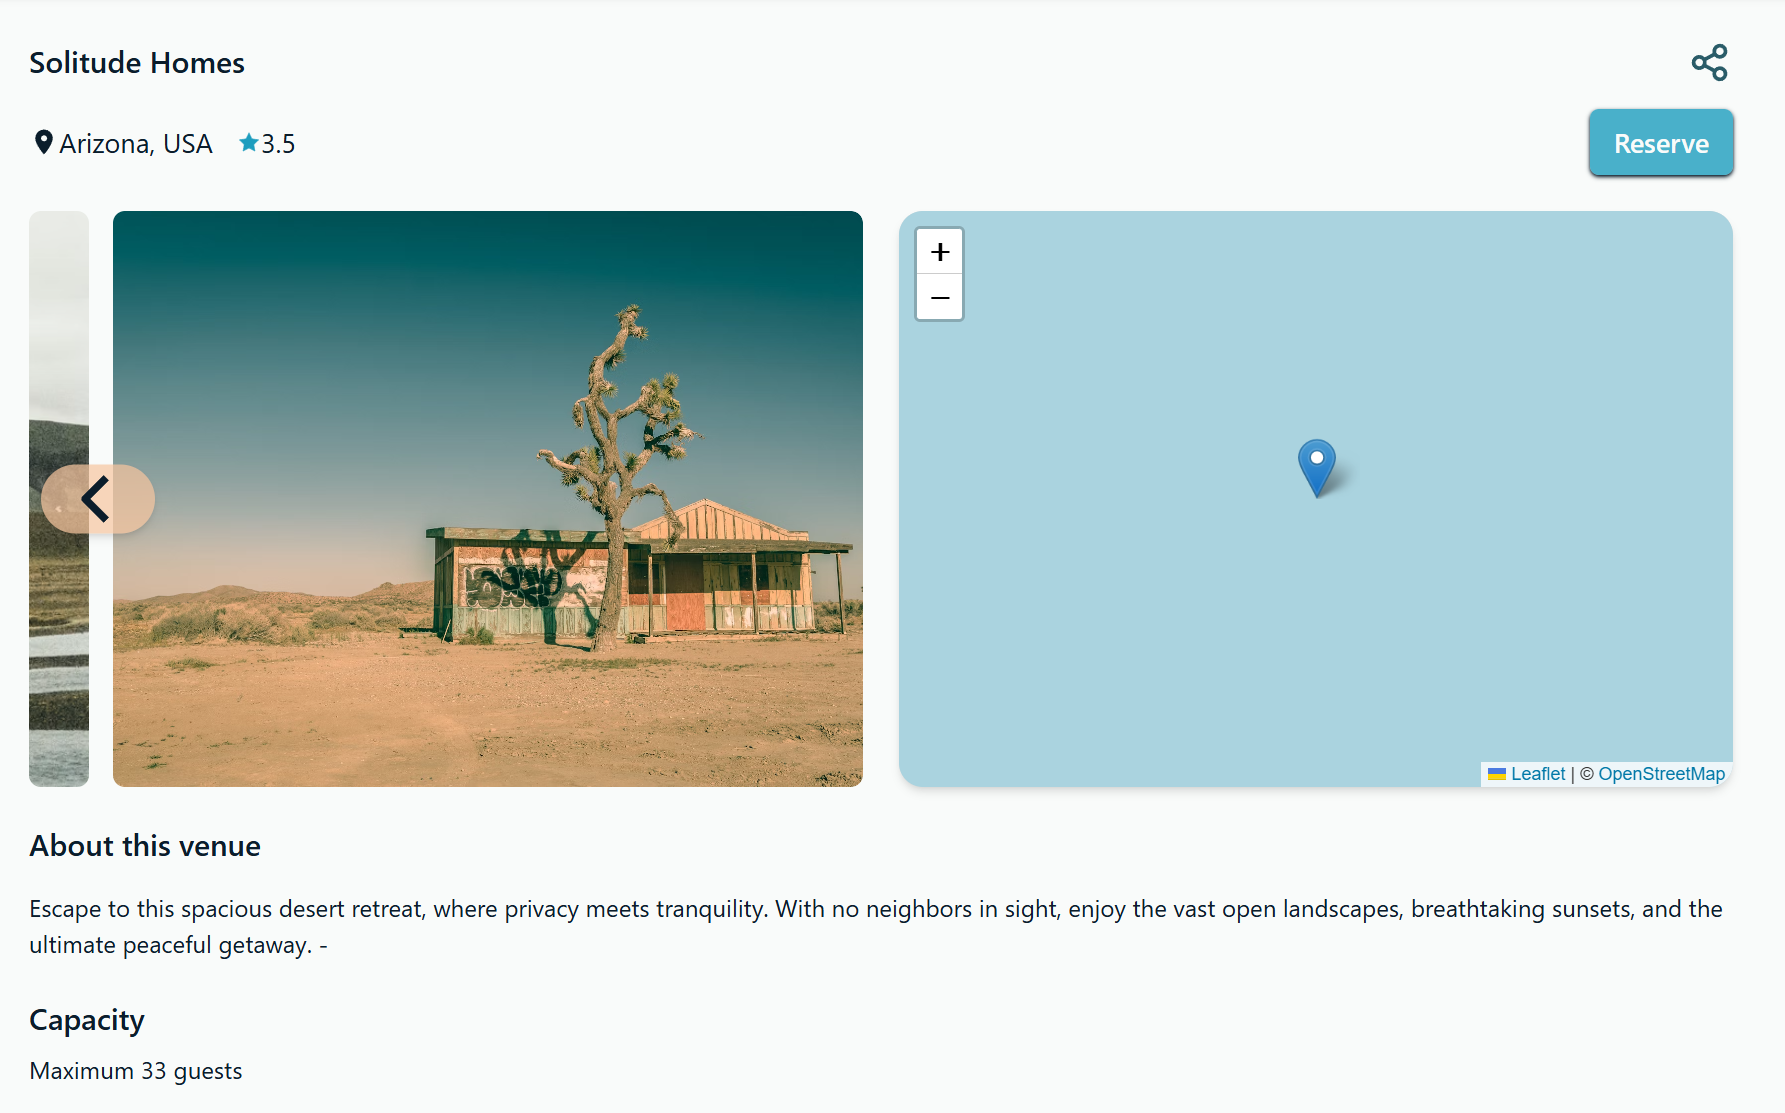 Solitude Homes
Arizona, USA 3.5
Reserve
+
−
Leaflet | © OpenStreetMap
About this venue
Escape to this spacious desert retreat, where privacy meets tranquility. With no neighbors in sight, enjoy the vast open landscapes, breathtaking sunsets, and the
ultimate peaceful getaway. -
Capacity
Maximum 33 guests